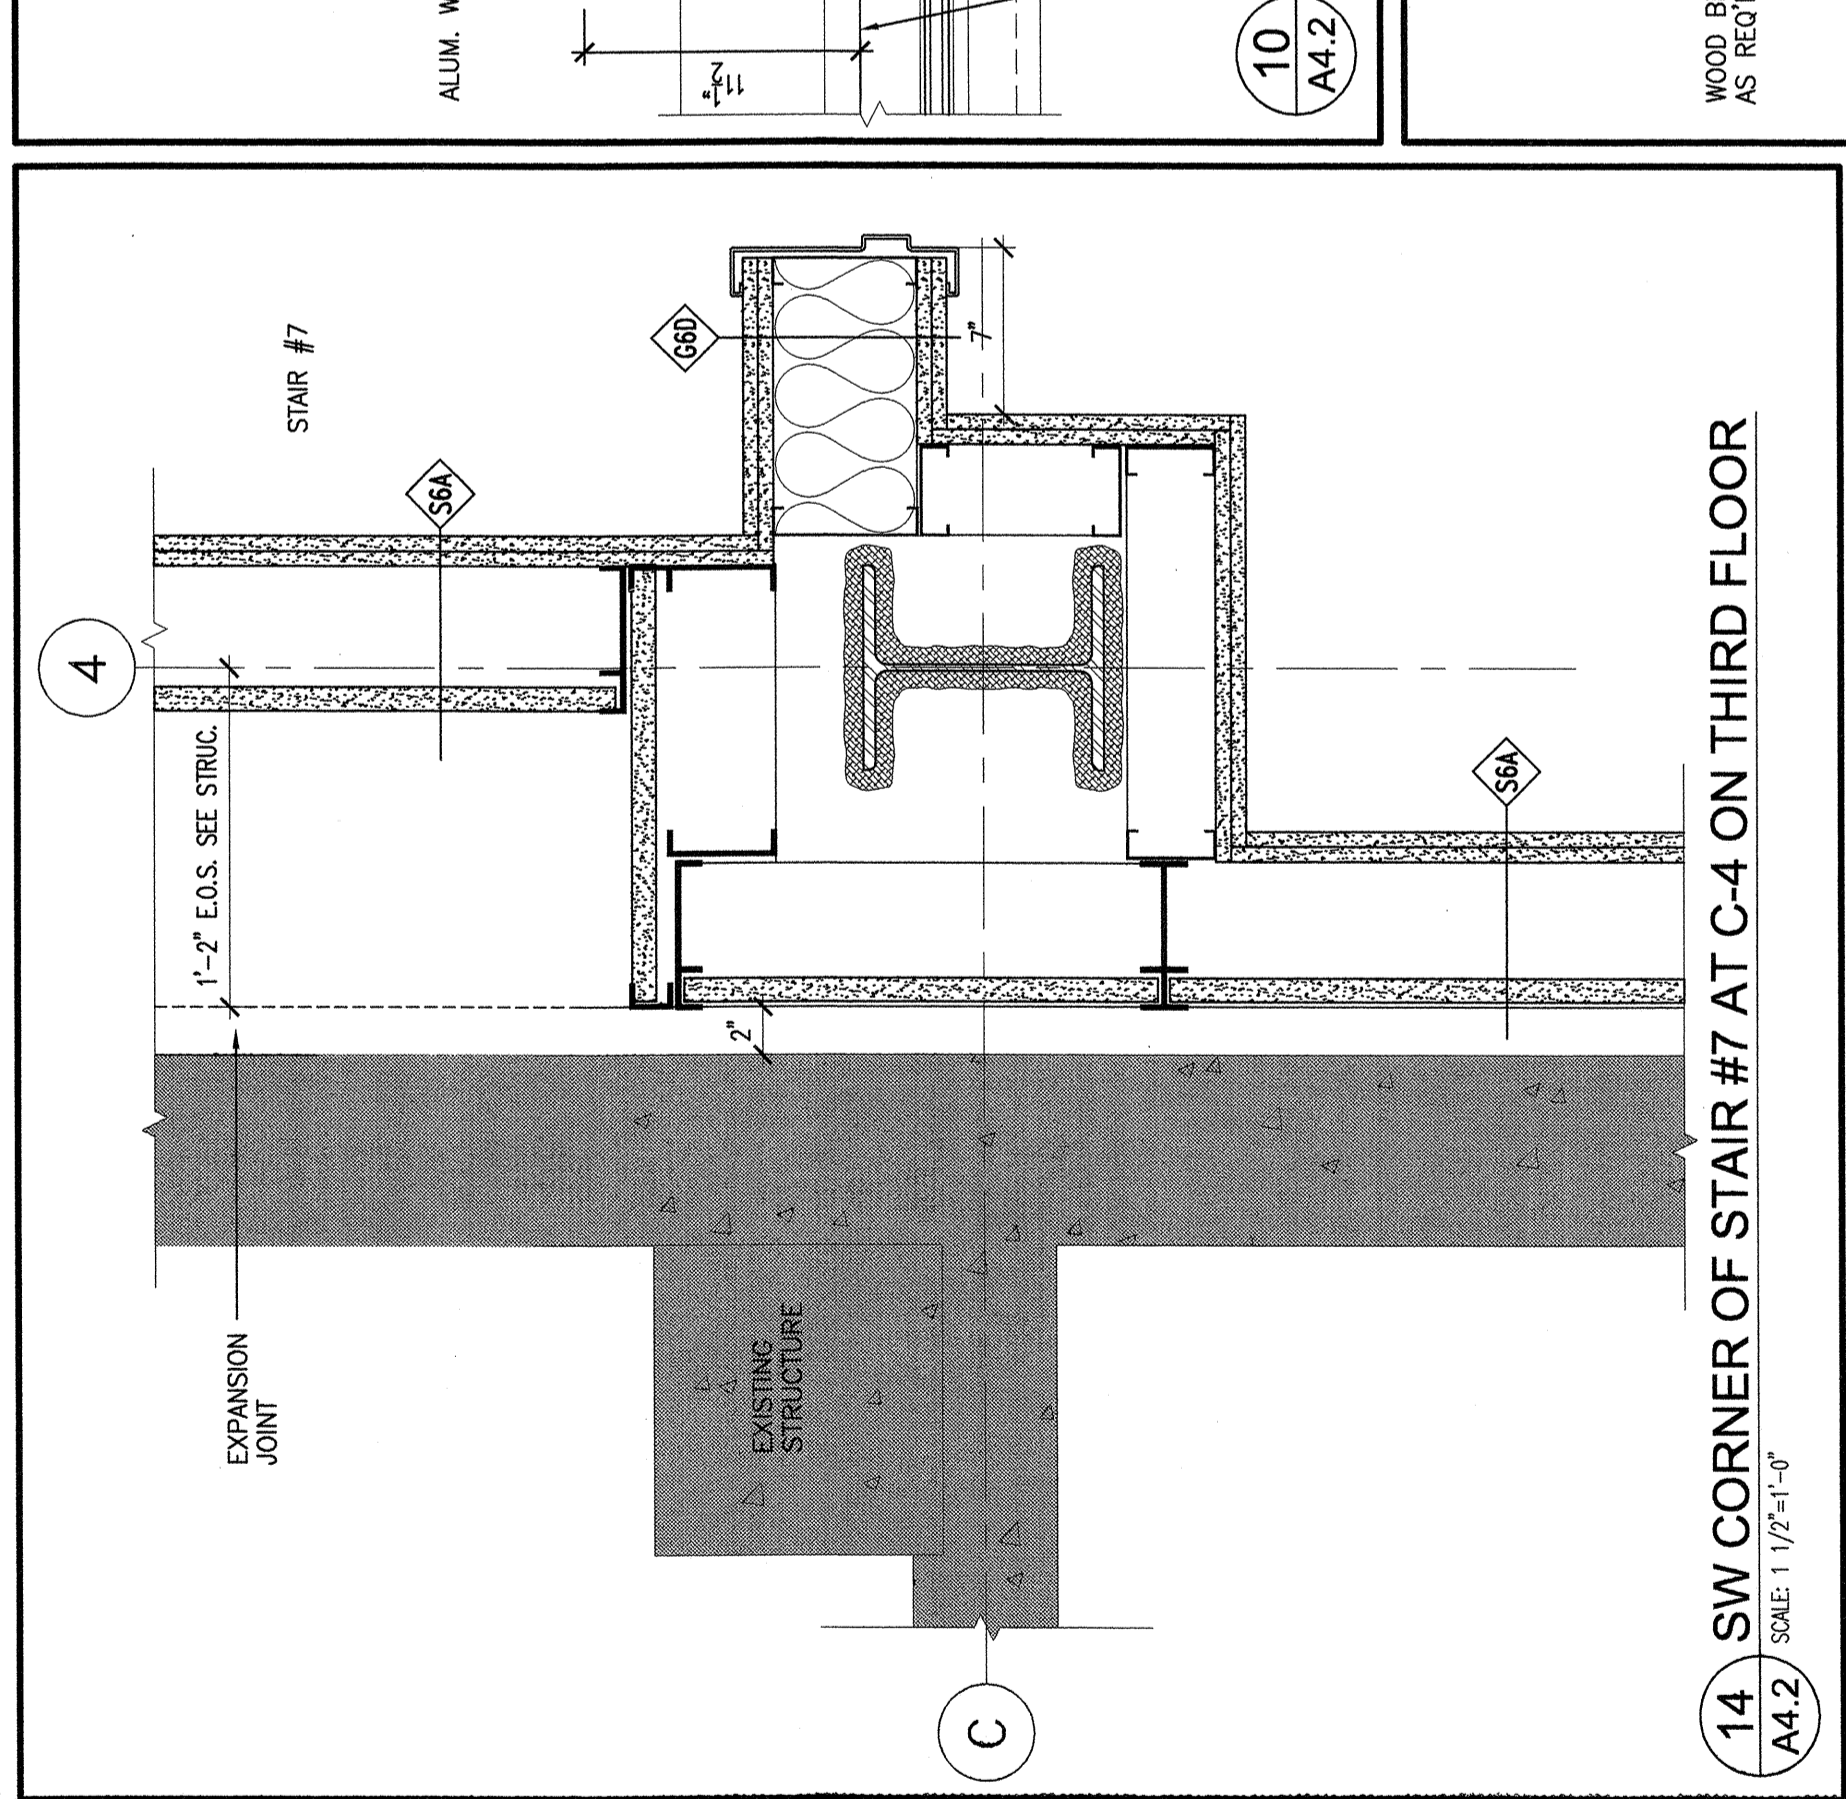 ALUM. W
11½"
10
A4.2
WOOD B
AS REQ'
4
STAIR #7
S6A
G6D
7"
1'-2" E.O.S. SEE STRUC.
2"
S6A
EXPANSION
JOINT
EXISTING
STRUCTURE
C
14
A4.2
SW CORNER OF STAIR #7 AT C-4 ON THIRD FLOOR
SCALE: 1 1/2"=1'-0"